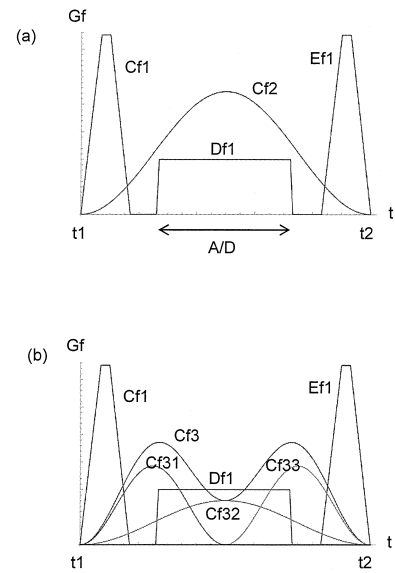 (a)
Gf
Cf1
Cf2
Ef1
Df1
t
t1
t2
A/D
(b)
Gf
Cf1
Cf3
Ef1
Cf31
Cf33
Df1
Cf32
t
t1
t2